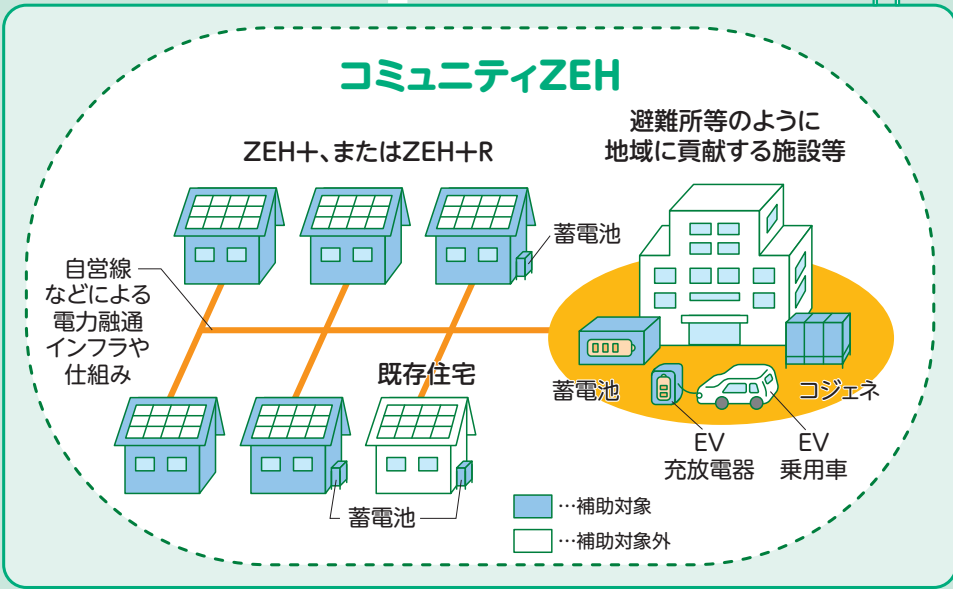 コミュニティZEH
ZEH+、またはZEH+R
避難所等のように
地域に貢献する施設等
蓄電池
自営線
などによる
電力融通
インフラや
仕組み
既存住宅
蓄電池
コジェネ
EV
充放電器
EV
乗用車
蓄電池
…補助対象
…補助対象外